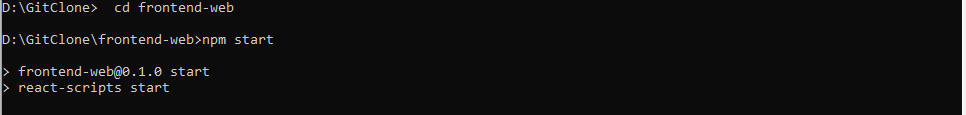 D:\GitClone>  cd frontend-web
D:\GitClone\frontend-web>npm start
> frontend-web@0.1.0 start
> react-scripts start